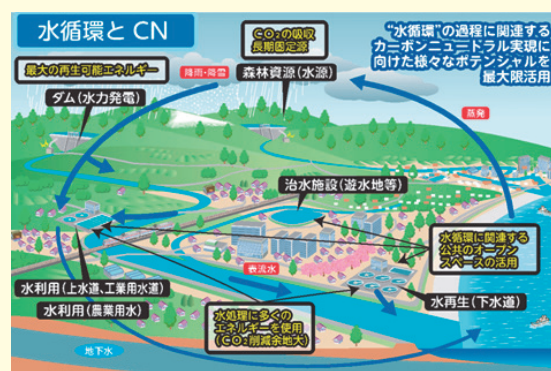 水循環とCN
CO₂の吸収
長期固定源
“水循環”の過程に関連する
カーボンニュートラル実現に
向けた様々なポテンシャルを
最大限活用
最大の再生可能エネルギー
降雨・降雪
森林資源(水源)
ダム(水力発電)
蒸発
治水施設(遊水地等)
水循環に関連する
公共のオープン
スペースの活用
表流水
水利用(上水道、工業用水道)
水利用(農業用水)
水再生(下水道)
水処理に多くの
エネルギーを使用
(CO₂削減余地大)
地下水